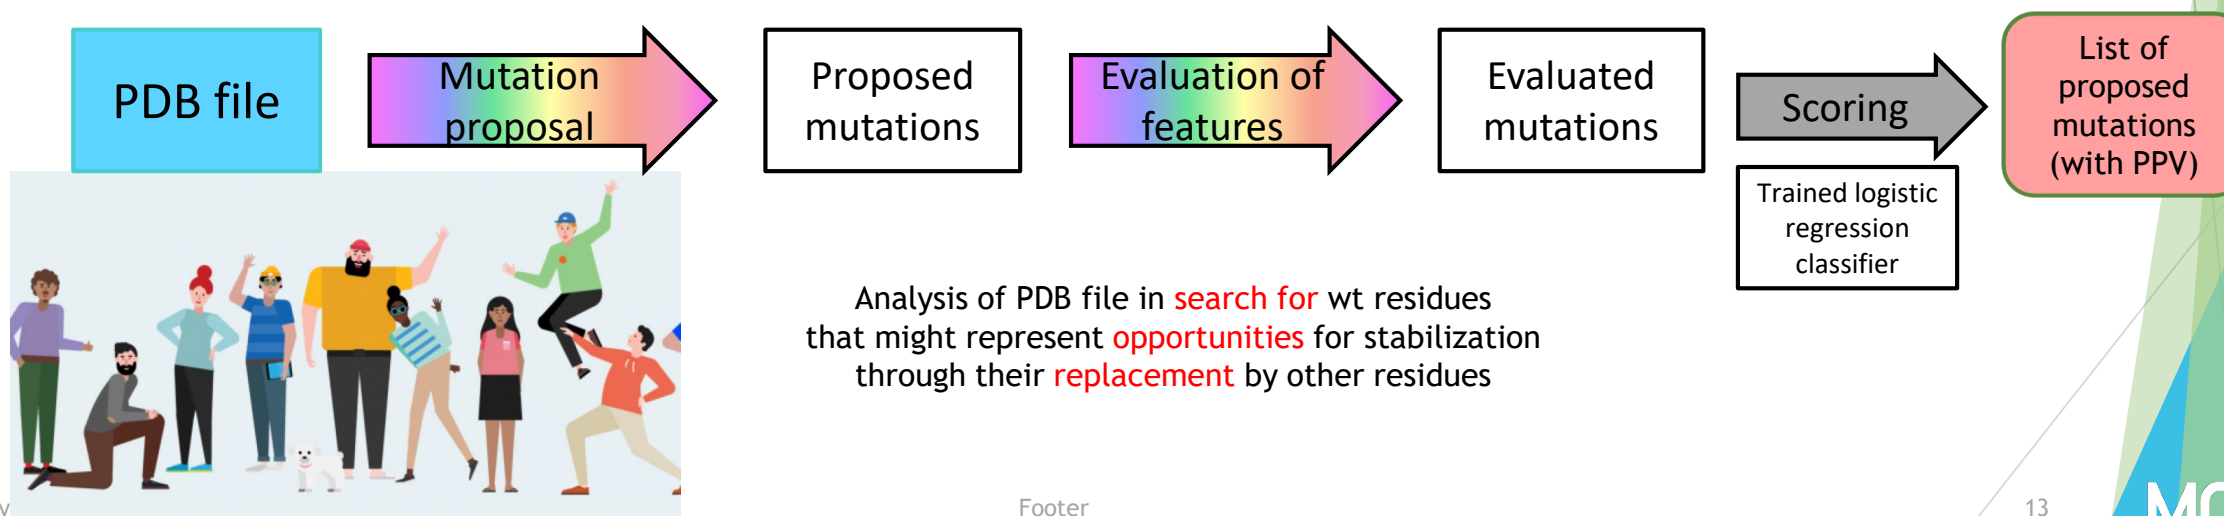 PDB file
Mutation
proposal
Proposed
mutations
Evaluation of
features
Evaluated
mutations
Scoring
Trained logistic
regression
classifier
List of
proposed
mutations
(with PPV)
Analysis of PDB file in search for wt residues
that might represent opportunities for stabilization
through their replacement by other residues
Footer
13